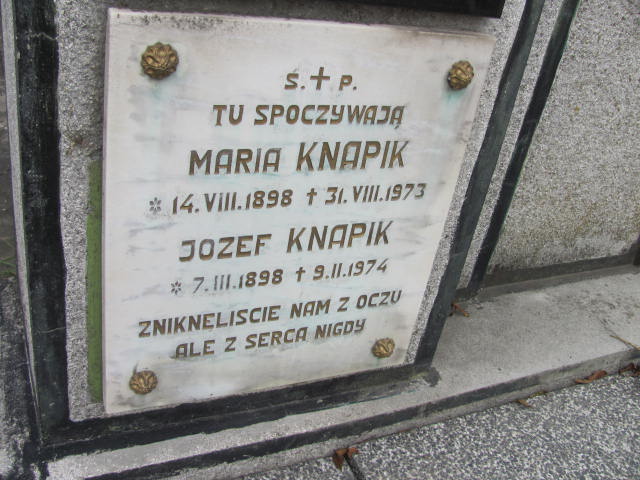 Ś. + P.
TU SPOCZYWAJĄ
MARIA KNAPIK
* 14.VIII.1898 + 31.VIII.1973
JOZEF KNAPIK
* 7.III.1898 + 9.II.1974
ZNIKNELISCIE NAM Z OCZU
ALE Z SERCA NIGDY